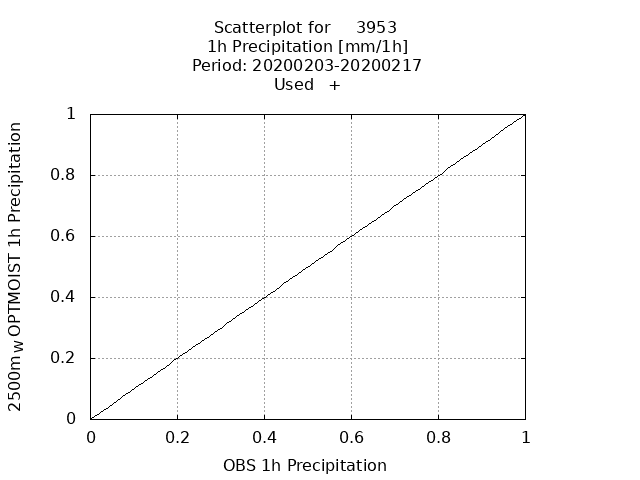 Scatterplot for 3953
1h Precipitation [mm/1h]
Period: 20200203-20200217
Used +
1
0.8
0.6
0.4
0.2
0
0 0.2 0.4 0.6 0.8 1
OBS 1h Precipitation
2500m w OPTMOIST 1h Precipitation